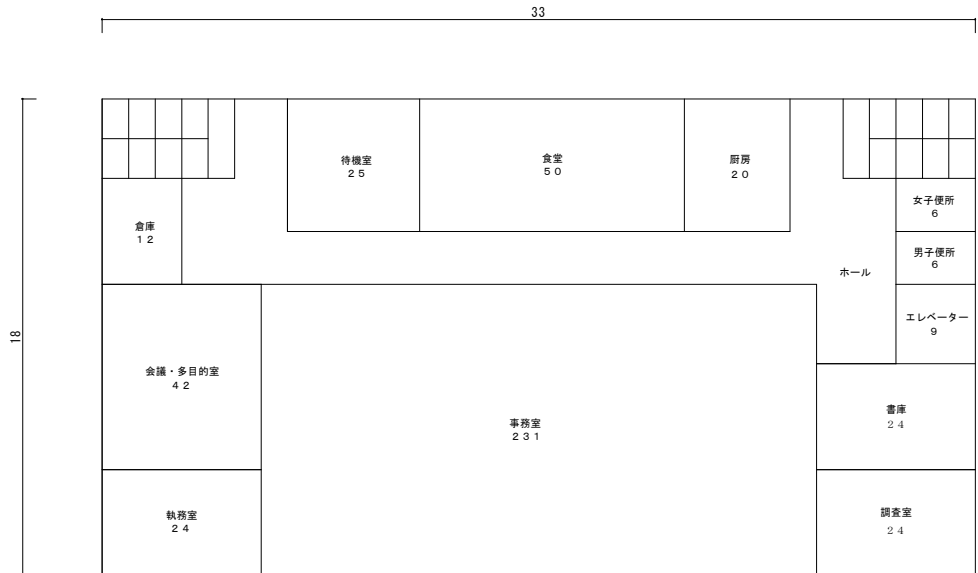 33
18
待機室
25
食堂
50
厨房
20
女子便所
6
倉庫
12
男子便所
6
ホール
エレベーター
9
会議・多目的室
42
書庫
24
事務室
231
執務室
24
調査室
24